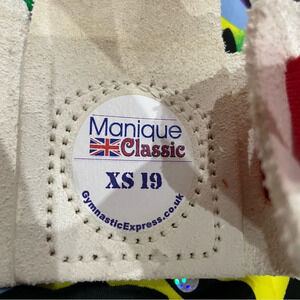 Manique
Classic
XS 19
GymnasticExpress.co.uk